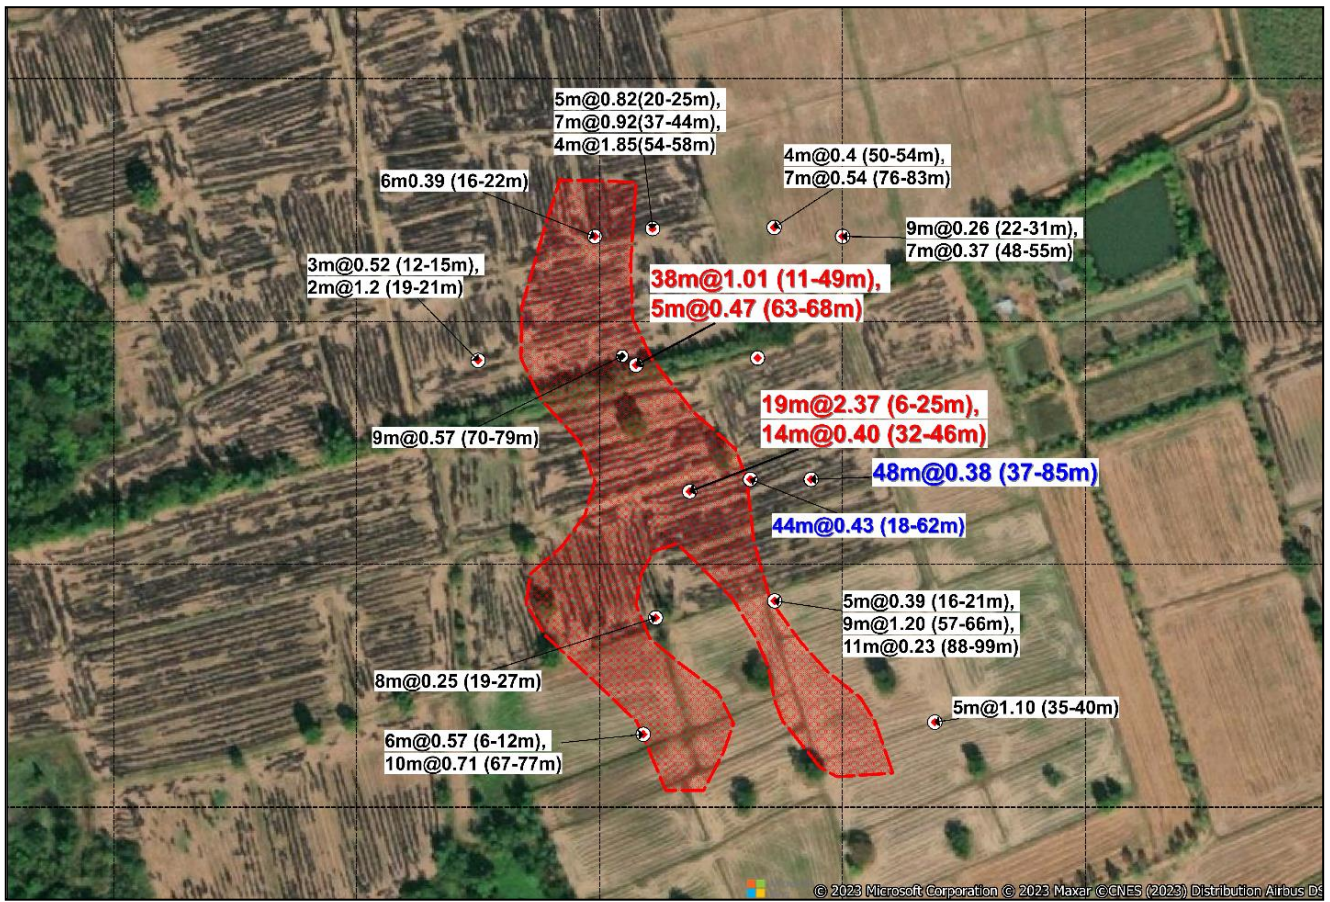 5m@0.82(20-25m),
7m@0.92(37-44m),
4m@1.85(54-58m)
4m@0.4 (50-54m),
7m@0.54 (76-83m)
6m0.39 (16-22m)
9m@0.26 (22-31m),
7m@0.37 (48-55m)
3m@0.52 (12-15m),
2m@1.2 (19-21m)
38m@1.01 (11-49m),
5m@0.47 (63-68m)
19m@2.37 (6-25m),
14m@0.40 (32-46m)
9m@0.57 (70-79m)
48m@0.38 (37-85m)
44m@0.43 (18-62m)
5m@0.39 (16-21m),
9m@1.20 (57-66m),
11m@0.23 (88-99m)
8m@0.25 (19-27m)
5m@1.10 (35-40m)
6m@0.57 (6-12m),
10m@0.71 (67-77m)
© 2023 Microsoft Corporation © 2023 Maxar ©CNES (2023) Distribution Airbus DS